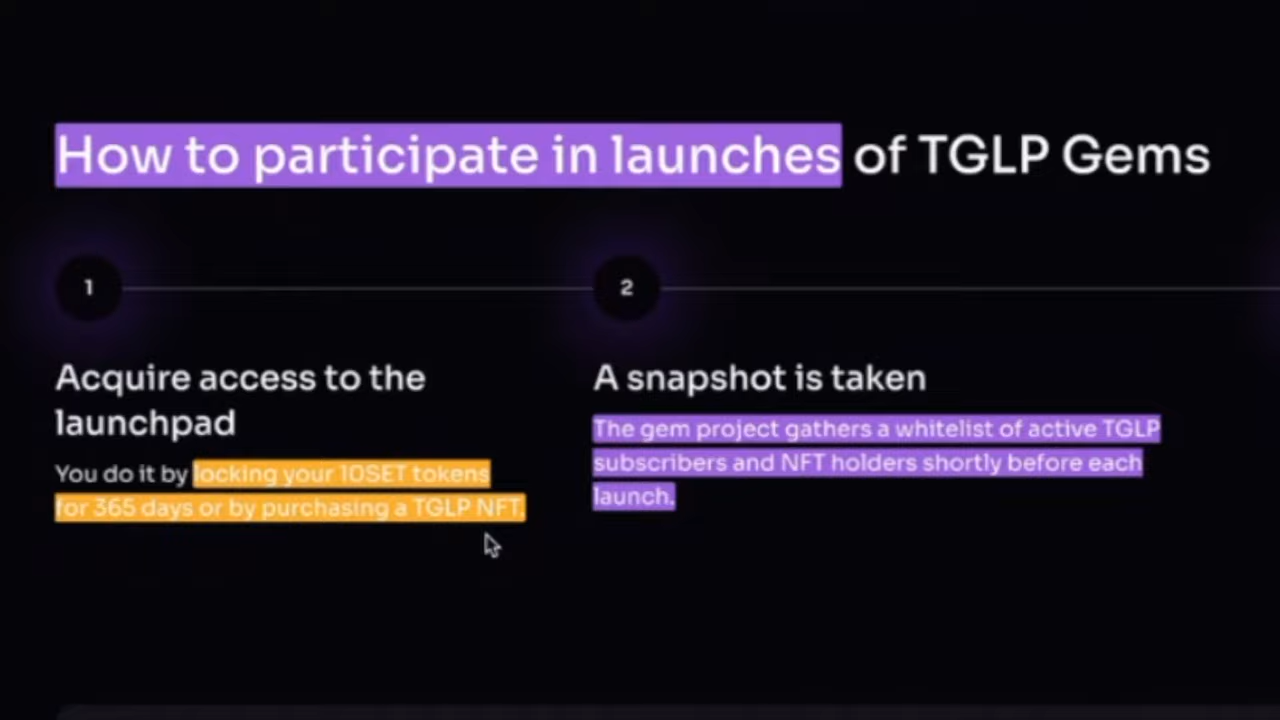 How to participate in launches of TGLP Gems
1
2
Acquire access to the
launchpad
You do it by locking your 10SET tokens
for 365 days or by purchasing a TGLP NFT.
A snapshot is taken
The gem project gathers a whitelist of active TGLP
subscribers and NFT holders shortly before each
launch.